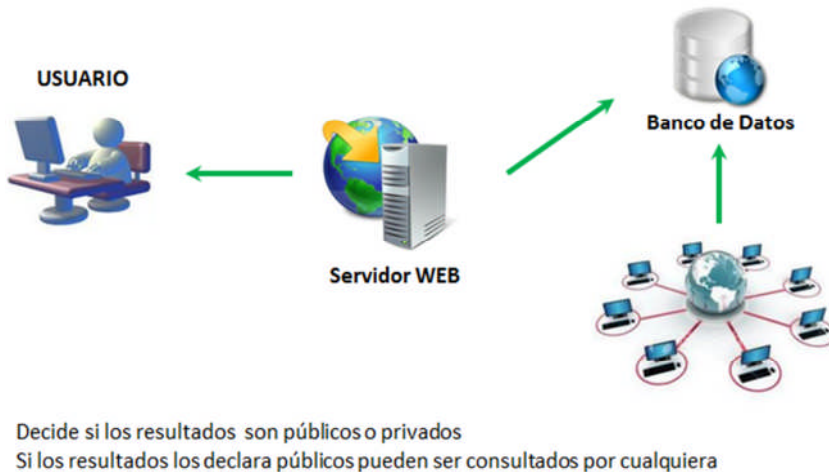 USUARIO
Banco de Datos
Servidor WEB
Decide si los resultados son públicos o privados
Si los resultados los declara públicos pueden ser consultados por cualquiera